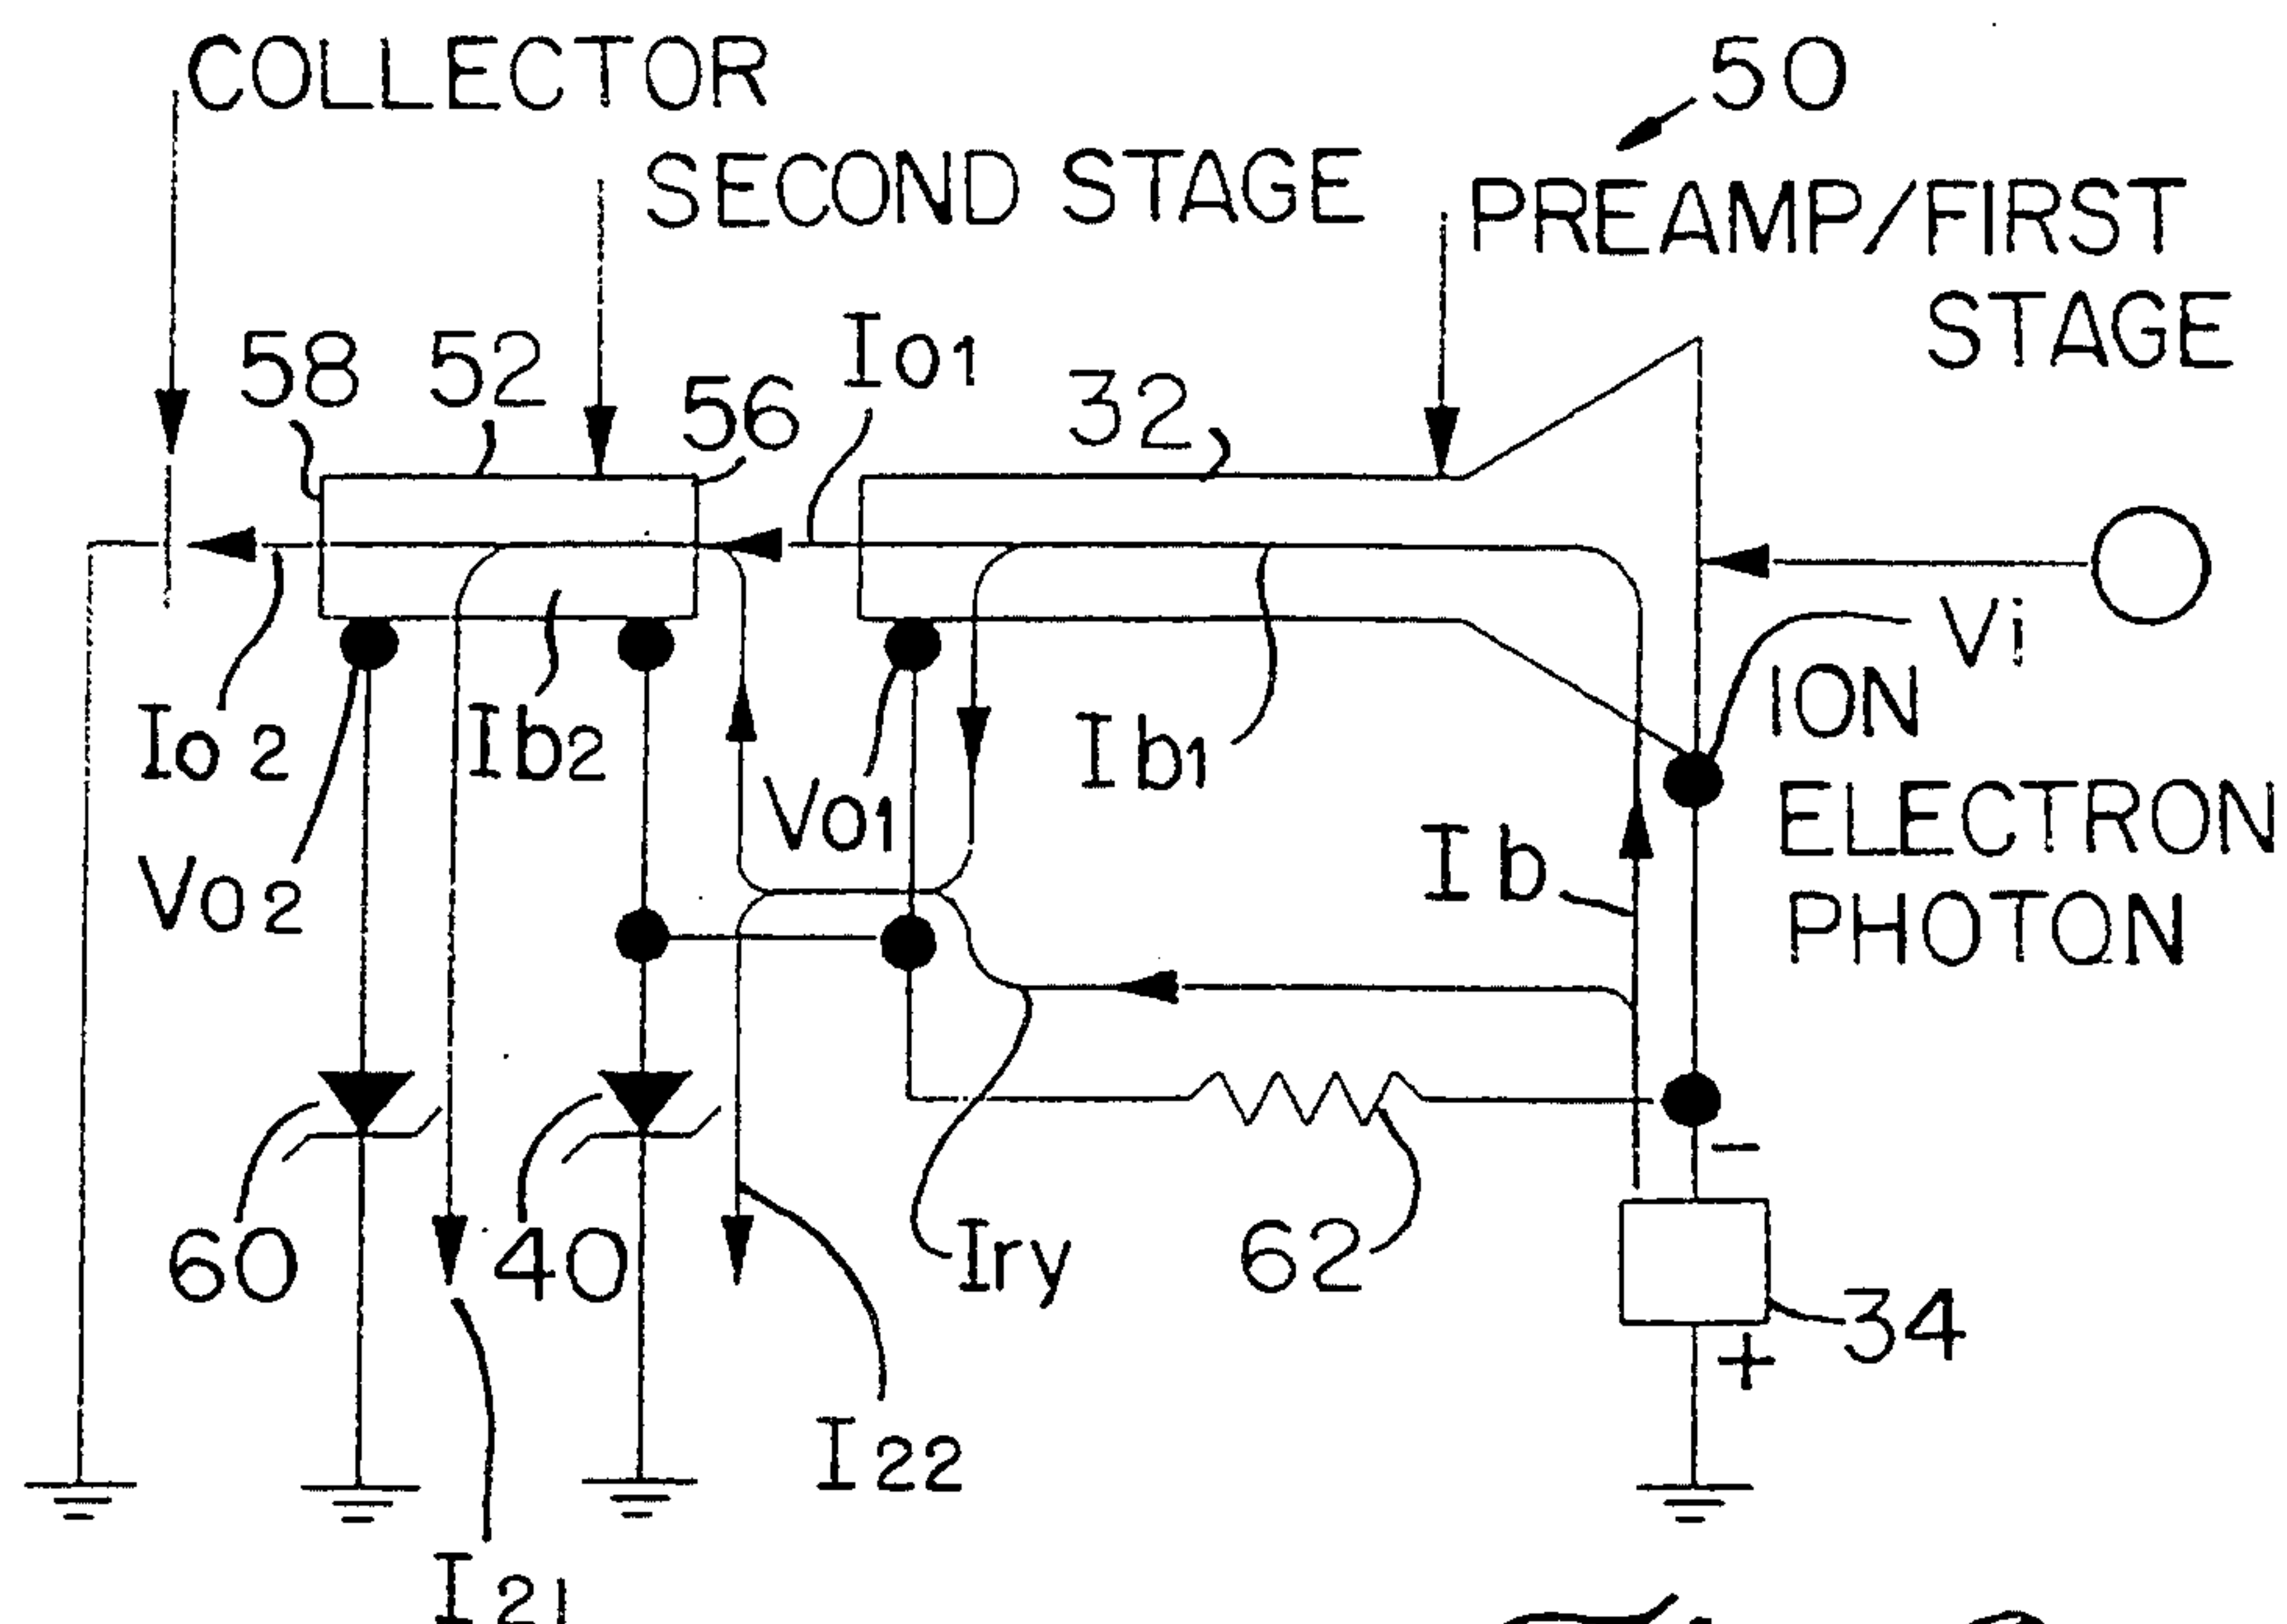 COLLECTOR
50
SECOND STAGE
PREAMP/FIRST
STAGE
58
52
56
Io1
32
Vi
ION
ELECTRON
PHOTON
Io2
Ib2
Vo1
Ib1
Vo2
Ib
60
40
Iry
62
-
34
+
I22
I21